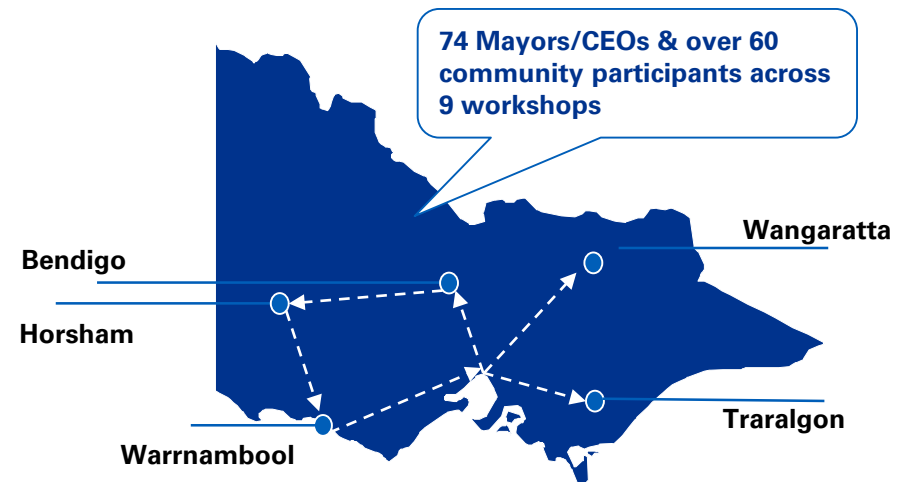 74 Mayors/CEOs & over 60
community participants across
9 workshops
Wangaratta
Bendigo
Horsham
Traralgon
Warrnambool